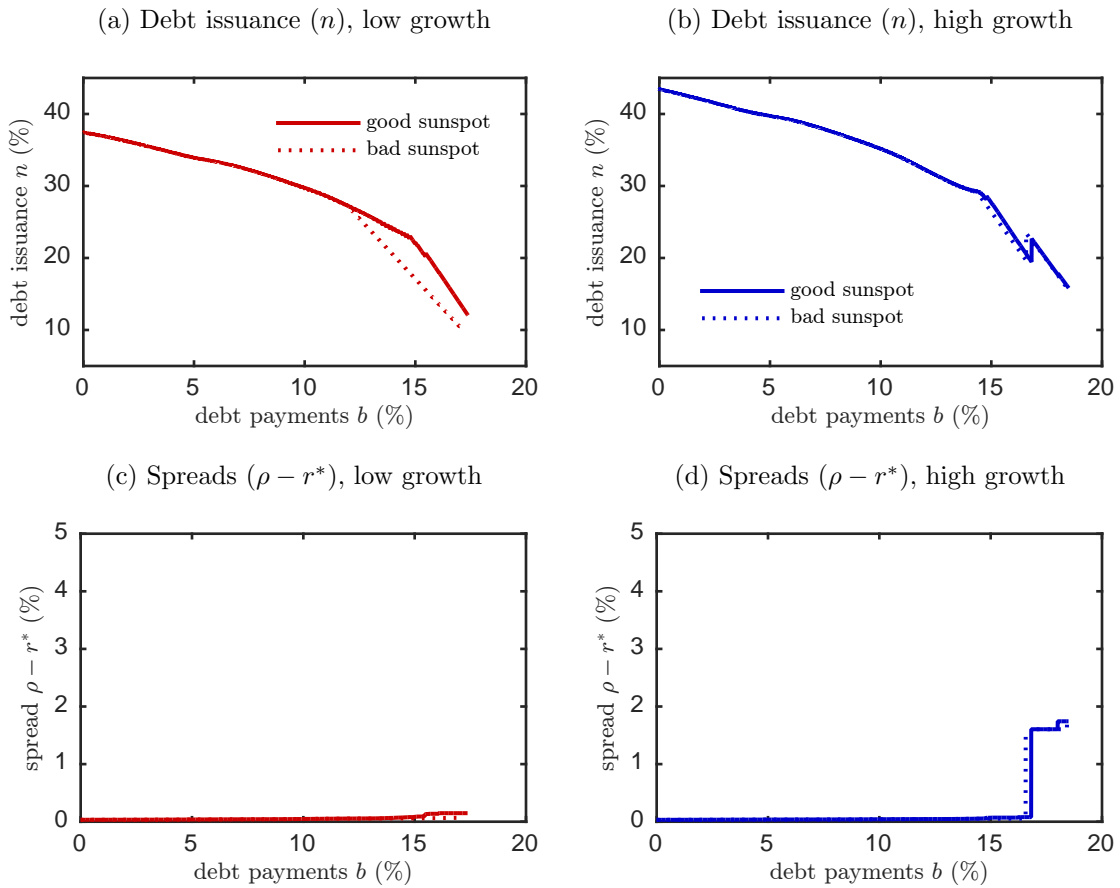 (a) Debt issuance (n), low growth
debt issuance n (%)
40
30
20
10
good sunspot
bad sunspot
0 5 10 15 20
debt payments b (%)
(b) Debt issuance (n), high growth
debt issuance n (%)
40
30
20
10
good sunspot
bad sunspot
0 5 10 15 20
debt payments b (%)
(c) Spreads (ρ − r*), low growth
spread ρ − r* (%)
5
4
3
2
1
0
0 5 10 15 20
debt payments b (%)
(d) Spreads (ρ − r*), high growth
spread ρ − r* (%)
5
4
3
2
1
0
0 5 10 15 20
debt payments b (%)